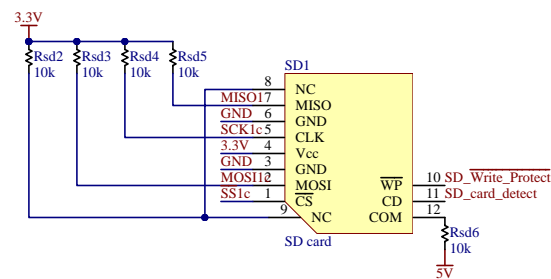 3.3V
Rsd2 Rsd3 Rsd4 Rsd5
10k 10k 10k 10k
SD1
8 NC
MISO1 7 MISO
GND 6 GND
SCK1c 5 CLK
3.3V 4 Vcc
GND 3 GND
MOSI1 2 MOSI WP 10 SD_Write_Protect
SS1c 1 CS CD 11 SD_card_detect
9 NC COM 12
SD card
Rsd6
10k
5V